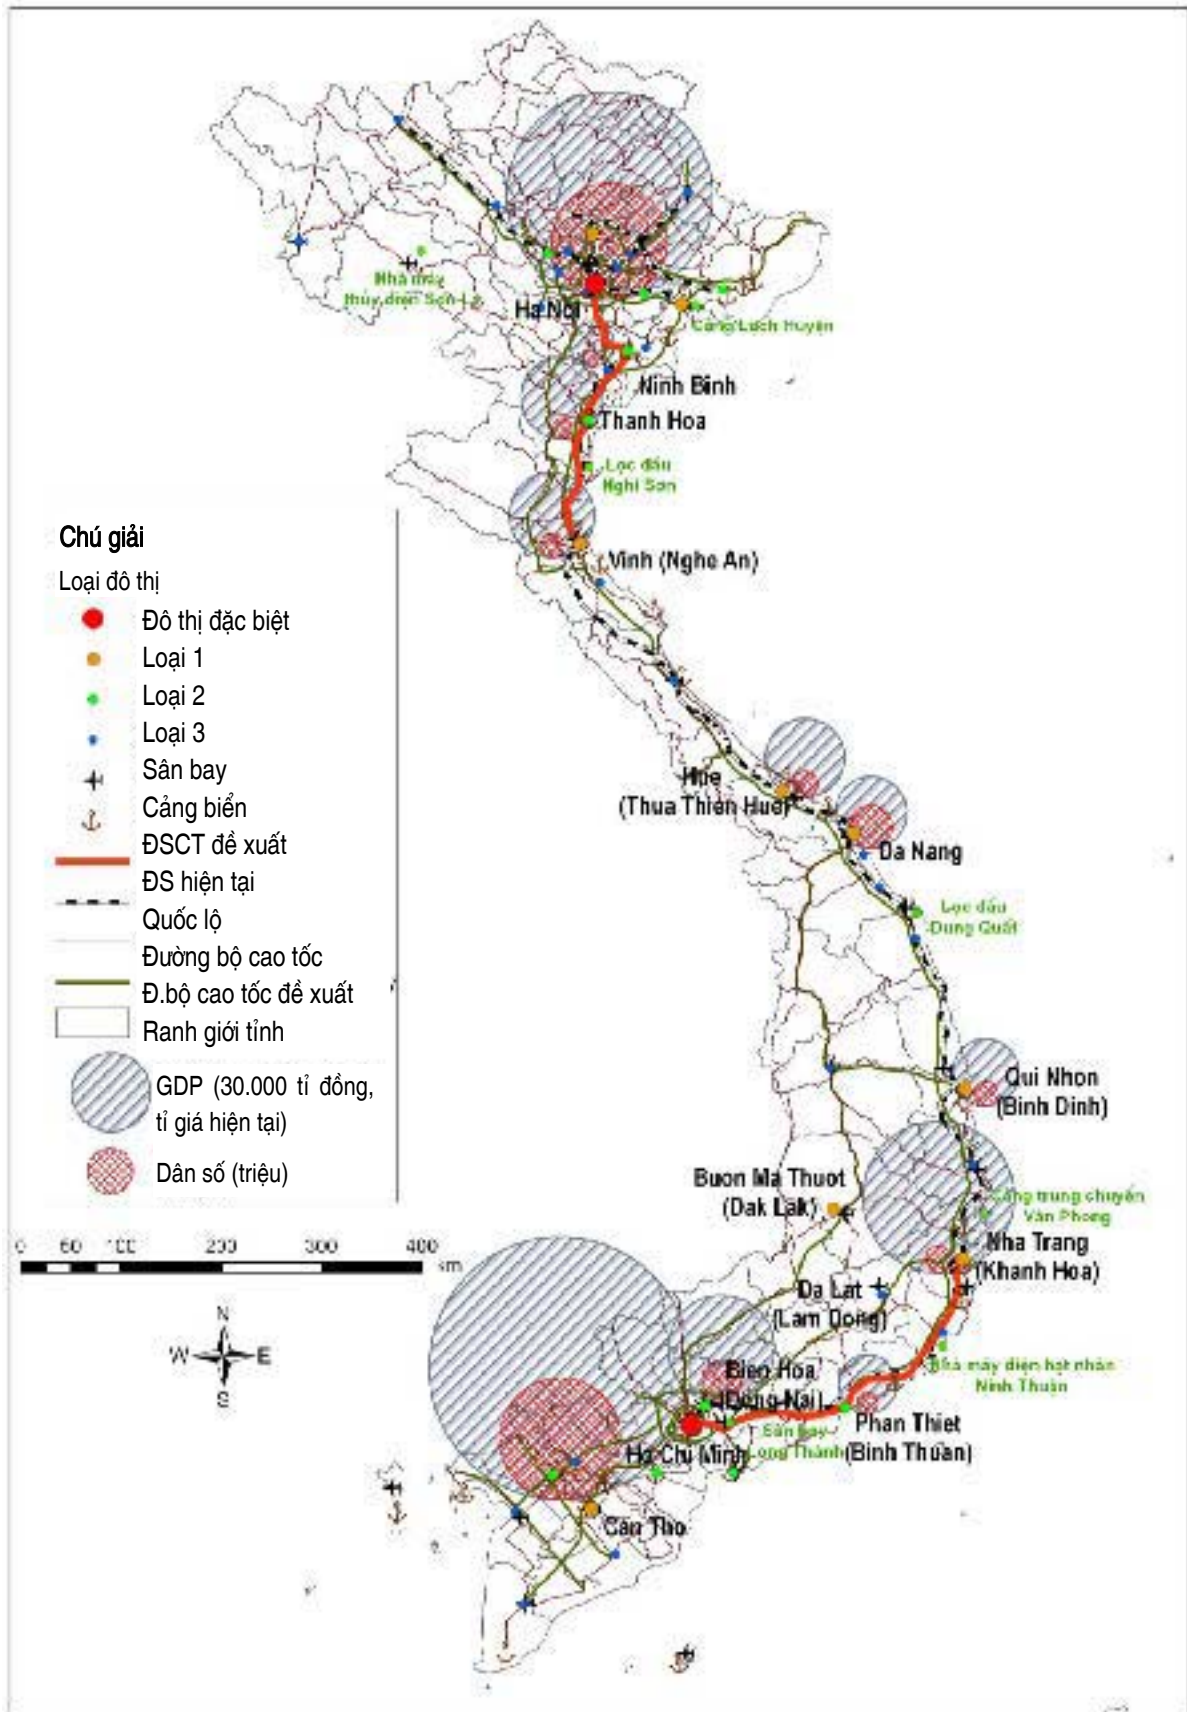 Nhà máy
thủy điện Sơn La
Ha Noi
Cảng Lạch Huyện
Ninh Binh
Thanh Hoa
Lọc dầu
Nghi Sơn
Vinh (Nghe An)
Chú giải
Loại đô thị
Đô thị đặc biệt
Loại 1
Loại 2
Loại 3
Sân bay
Cảng biển
ĐSCT đề xuất
ĐS hiện tại
Quốc lộ
Đường bộ cao tốc
Đ.bộ cao tốc đề xuất
Ranh giới tỉnh
GDP (30.000 tỉ đồng,
tỉ giá hiện tại)
Dân số (triệu)
Hue
(Thua Thien Hue)
Da Nang
Lọc dầu
Dung Quất
Qui Nhon
(Binh Dinh)
Buon Ma Thuot
(Dak Lak)
Cảng trung chuyển
Vân Phong
Nha Trang
(Khanh Hoa)
0 50 100 200 300 400
km
N
W E
S
Da Lat
(Lam Dong)
Nhà máy điện hạt nhân
Ninh Thuận
Bien Hoa
(Dong Nai)
Phan Thiet
(Binh Thuan)
Sân bay
Long Thành
Ho Chi Minh
Can Tho